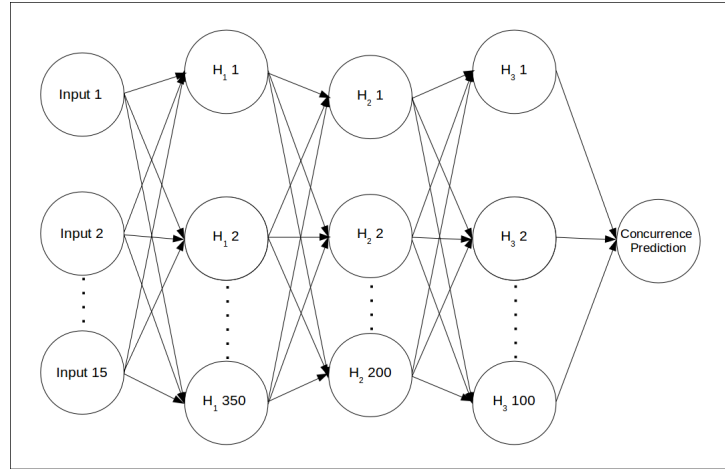 Input 1
Input 2
Input 15
H₁ 1
H₁ 2
H₁ 350
H₂ 1
H₂ 2
H₂ 200
H₃ 1
H₃ 2
H₃ 100
Concurrence
Prediction